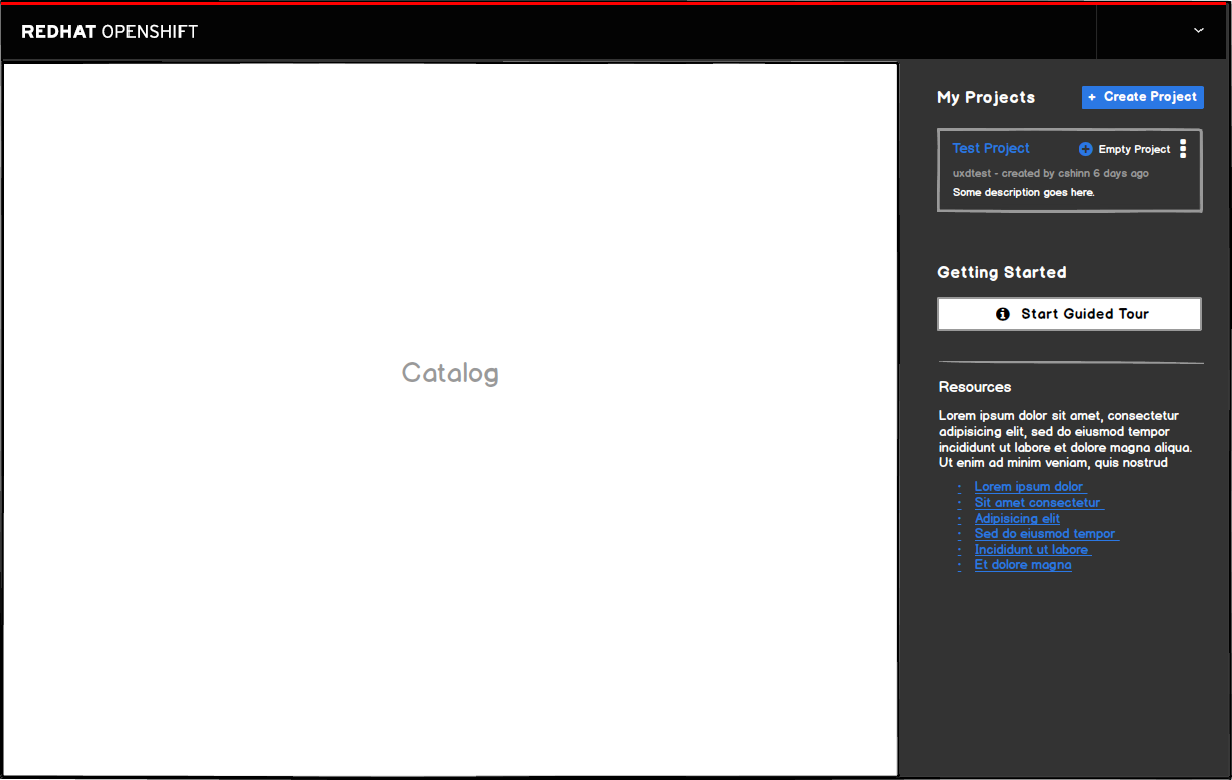 REDHAT OPENSHIFT
My Projects
+ Create Project
Test Project
Empty Project
uxdtest - created by cshinn 6 days ago
Some description goes here.
Getting Started
Start Guided Tour
Catalog
Resources
Lorem ipsum dolor sit amet, consectetur
adipisicing elit, sed do eiusmod tempor
incididunt ut labore et dolore magna aliqua.
Ut enim ad minim veniam, quis nostrud
· Lorem ipsum dolor
· Sit amet consectetur
· Adipisicing elit
· Sed do eiusmod tempor
· Incididunt ut labore
· Et dolore magna